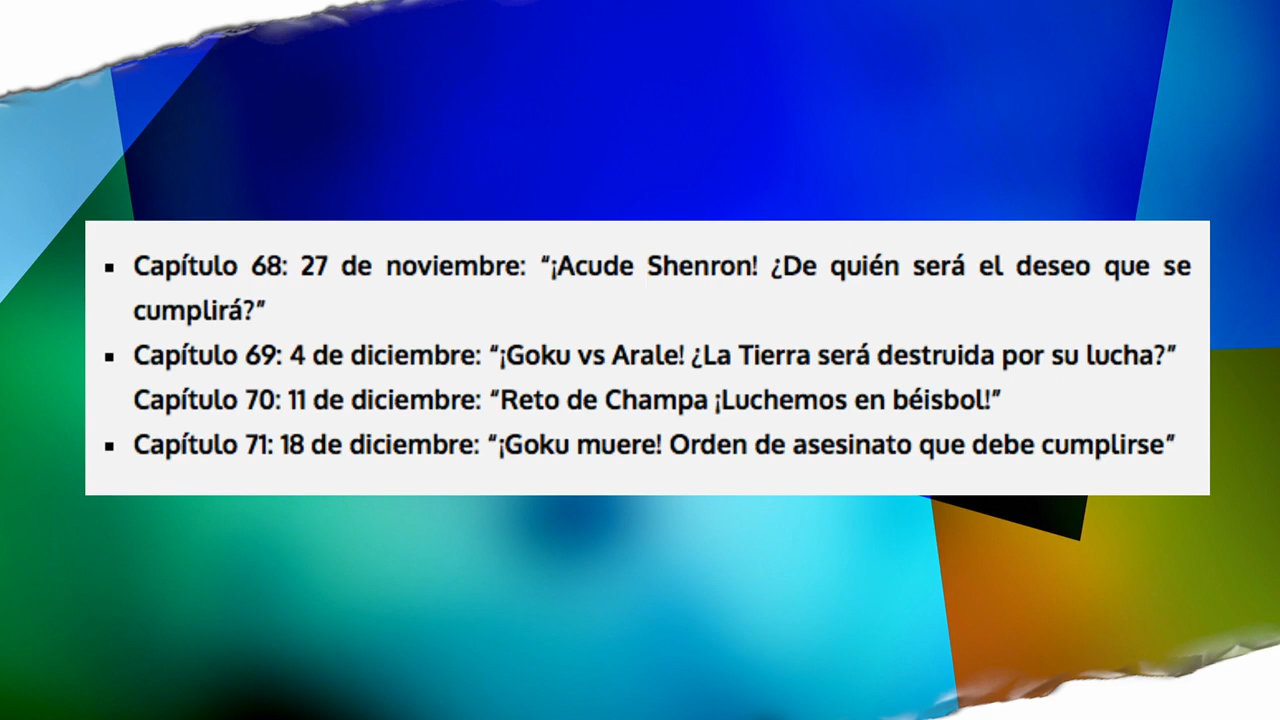 ▪ Capítulo 68: 27 de noviembre: “¡Acude Shenron! ¿De quién será el deseo que se
cumplirá?”
▪ Capítulo 69: 4 de diciembre: “¡Goku vs Arale! ¿La Tierra será destruida por su lucha?”
Capítulo 70: 11 de diciembre: “Reto de Champa ¡Luchemos en béisbol!”
▪ Capítulo 71: 18 de diciembre: “¡Goku muere! Orden de asesinato que debe cumplirse”